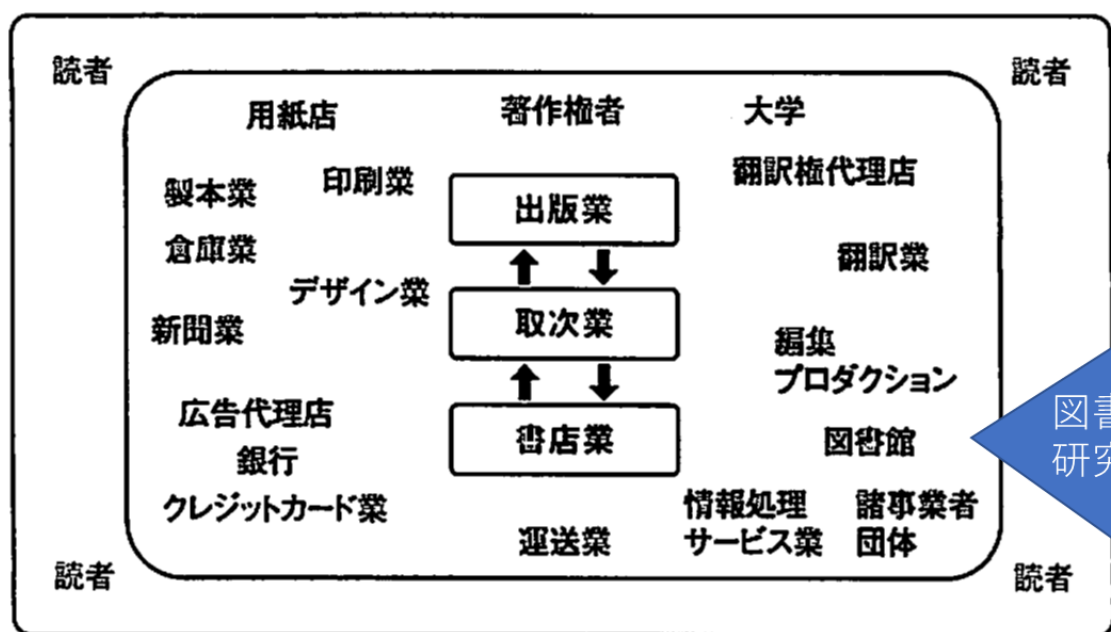 読者
読者
用紙店
著作権者
大学
製本業
印刷業
出版業
翻訳権代理店
倉庫業
デザイン業
翻訳業
新聞業
取次業
編集
プロダクション
広告代理店
銀行
書店業
図書館
図書
研究
クレジットカード業
運送業
情報処理
サービス業
諸事業者
団体
読者
読者